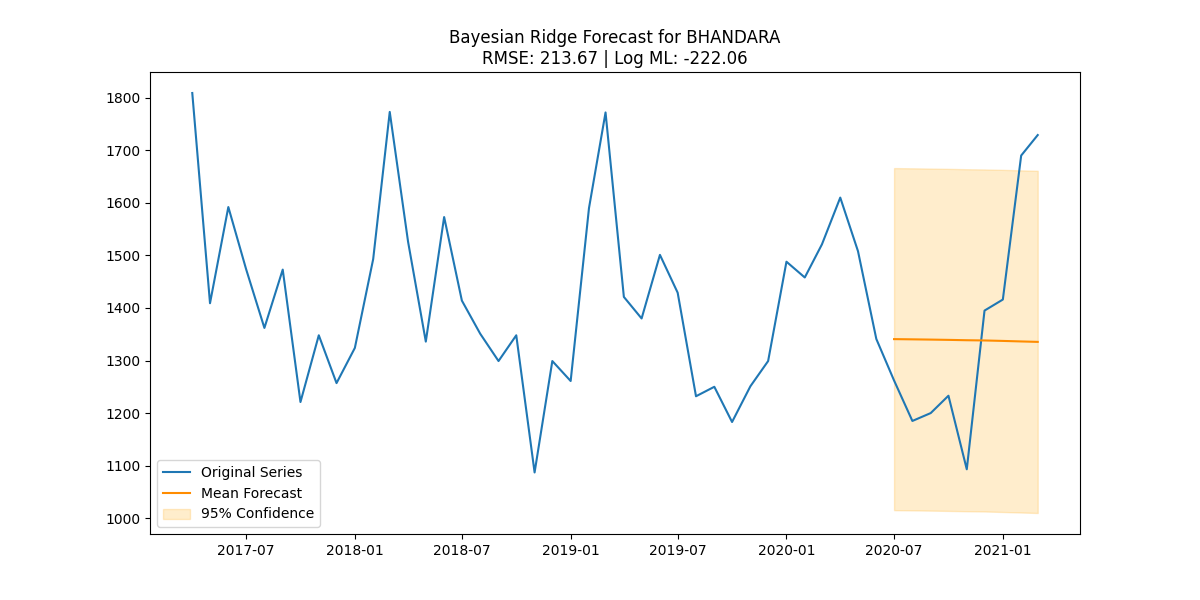 Bayesian Ridge Forecast for BHANDARA
RMSE: 213.67 | Log ML: -222.06
1800
1700
1600
1500
1400
1300
1200
1100
1000
Original Series
Mean Forecast
95% Confidence
2017-07 2018-01 2018-07 2019-01 2019-07 2020-01 2020-07 2021-01